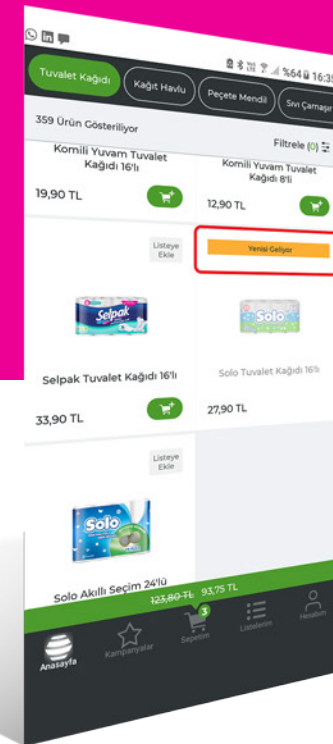 %64 16:35
Tuvalet Kağıdı
Kağıt Havlu
Peçete Mendil
Sıvı Çamaşır
359 Ürün Gösteriliyor
Filtrele (0)
Komili Yuvam Tuvalet
Kağıdı 16'lı
19,90 TL
Komili Yuvam Tuvalet
Kağıdı 8'li
12,90 TL
Listeye
Ekle
Selpak
Selpak Tuvalet Kağıdı 16'lı
33,90 TL
Yenisi Geliyor
Solo
Solo Tuvalet Kağıdı 16'lı
27,90 TL
Listeye
Ekle
Solo
Solo Akıllı Seçim 24'lü
123,80 TL 93,75 TL
Anasayfa
Kampanyalar
3
Sepetim
Listelerim
Hesabım